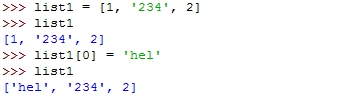 >>> list1 = [1, '234', 2]
>>> list1
[1, '234', 2]
>>> list1[0] = 'hel'
>>> list1
['hel', '234', 2]